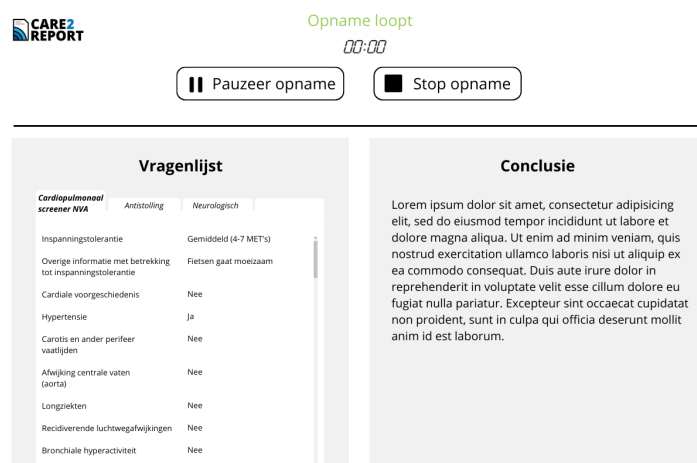 CARE2
REPORT
Opname loopt
00:00
Pauzeer opname
Stop opname
Vragenlijst
Cardiopulmonaal
screener NVA
Antistolling
Neurologisch
Inspanningstolerantie
Gemiddeld (4-7 MET's)
Overige informatie met betrekking
tot inspanningstolerantie
Fietsen gaat moeizaam
Cardiale voorgeschiedenis
Nee
Hypertensie
Ja
Carotis en ander perifeer
vaatlijden
Nee
Afwijking centrale vaten
(aorta)
Nee
Longziekten
Nee
Recidiverende luchtwegafwijkingen
Nee
Bronchiale hyperactiviteit
Nee
Conclusie
Lorem ipsum dolor sit amet, consectetur adipisicing
elit, sed do eiusmod tempor incididunt ut labore et
dolore magna aliqua. Ut enim ad minim veniam, quis
nostrud exercitation ullamco laboris nisi ut aliquip ex
ea commodo consequat. Duis aute irure dolor in
reprehenderit in voluptate velit esse cillum dolore eu
fugiat nulla pariatur. Excepteur sint occaecat cupidatat
non proident, sunt in culpa qui officia deserunt mollit
anim id est laborum.